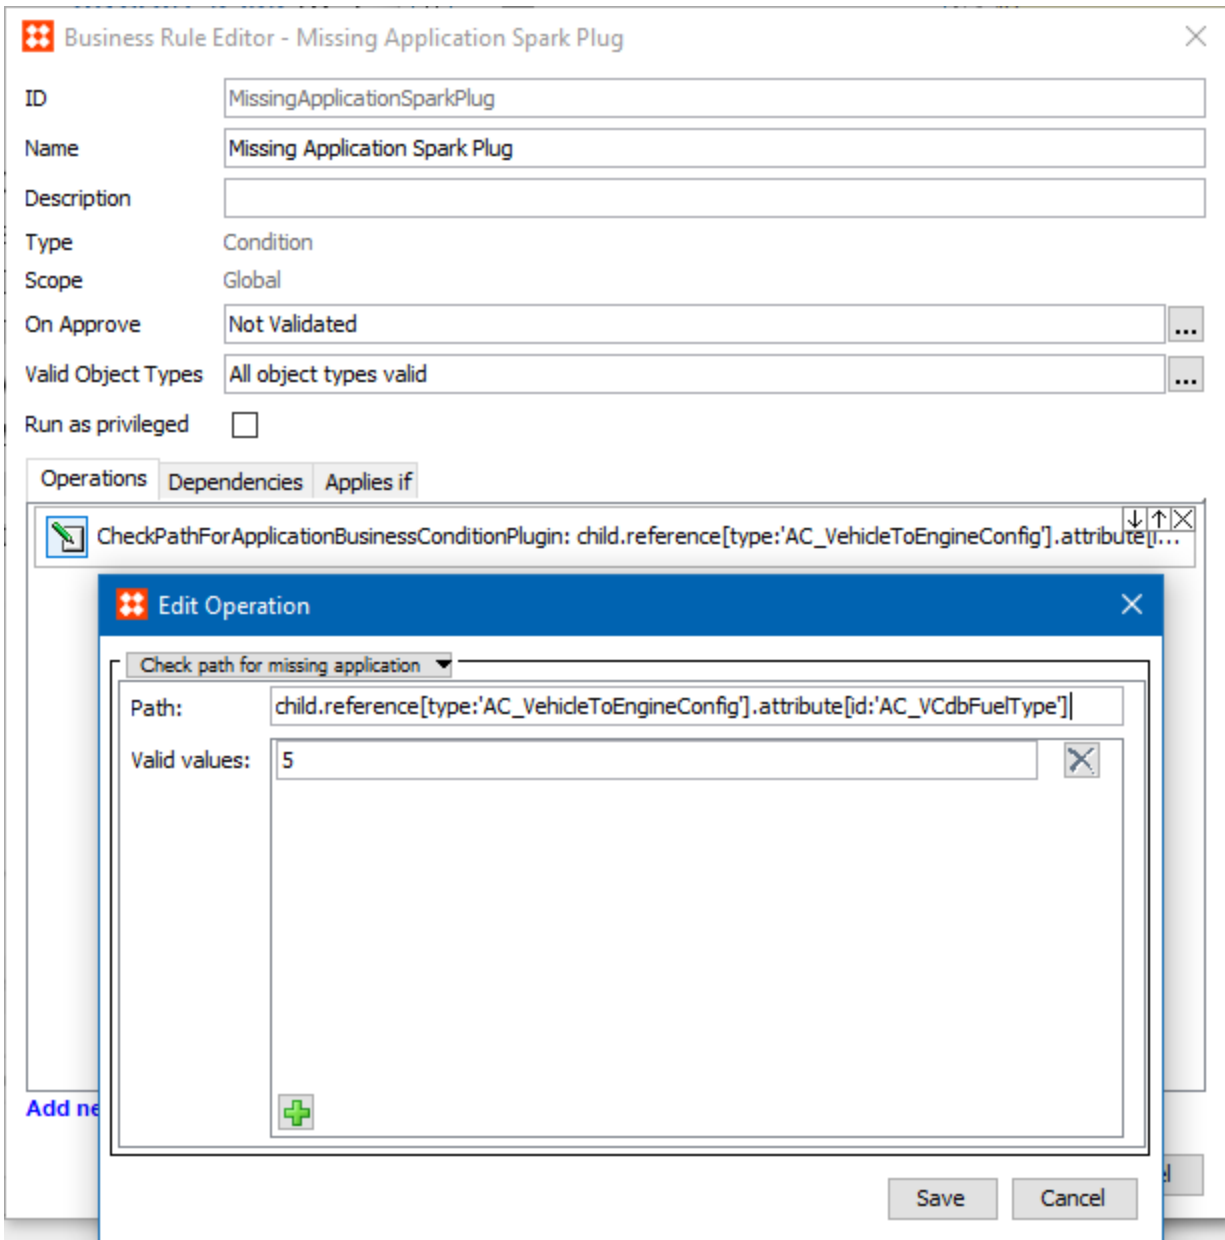 Business Rule Editor - Missing Application Spark Plug
ID MissingApplicationSparkPlug
Name Missing Application Spark Plug
Description
Type Condition
Scope Global
On Approve Not Validated ...
Valid Object Types All object types valid ...
Run as privileged
Operations Dependencies Applies if
CheckPathForApplicationBusinessConditionPlugin: child.reference[type:'AC_VehicleToEngineConfig'].attribute[i...
Edit Operation
Check path for missing application
Path: child.reference[type:'AC_VehicleToEngineConfig'].attribute[id:'AC_VCdbFuelType']
Valid values: 5
Add ne
Save Cancel